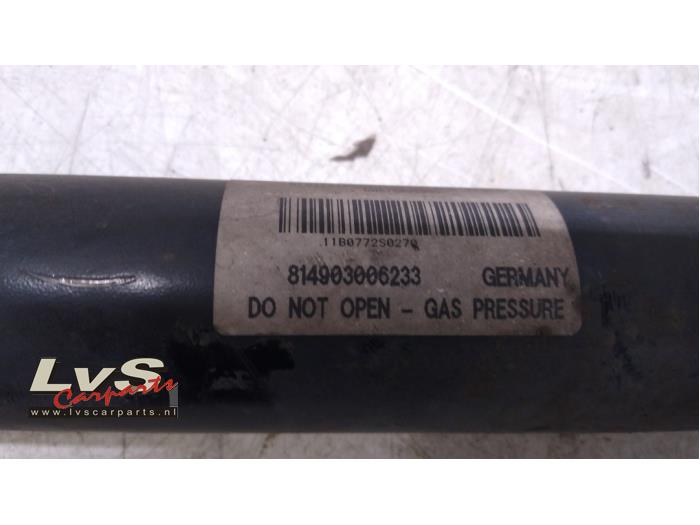 11B0772S0270
814903006233 GERMANY
DO NOT OPEN - GAS PRESSURE
LvS
Carparts
www.lvscarparts.nl